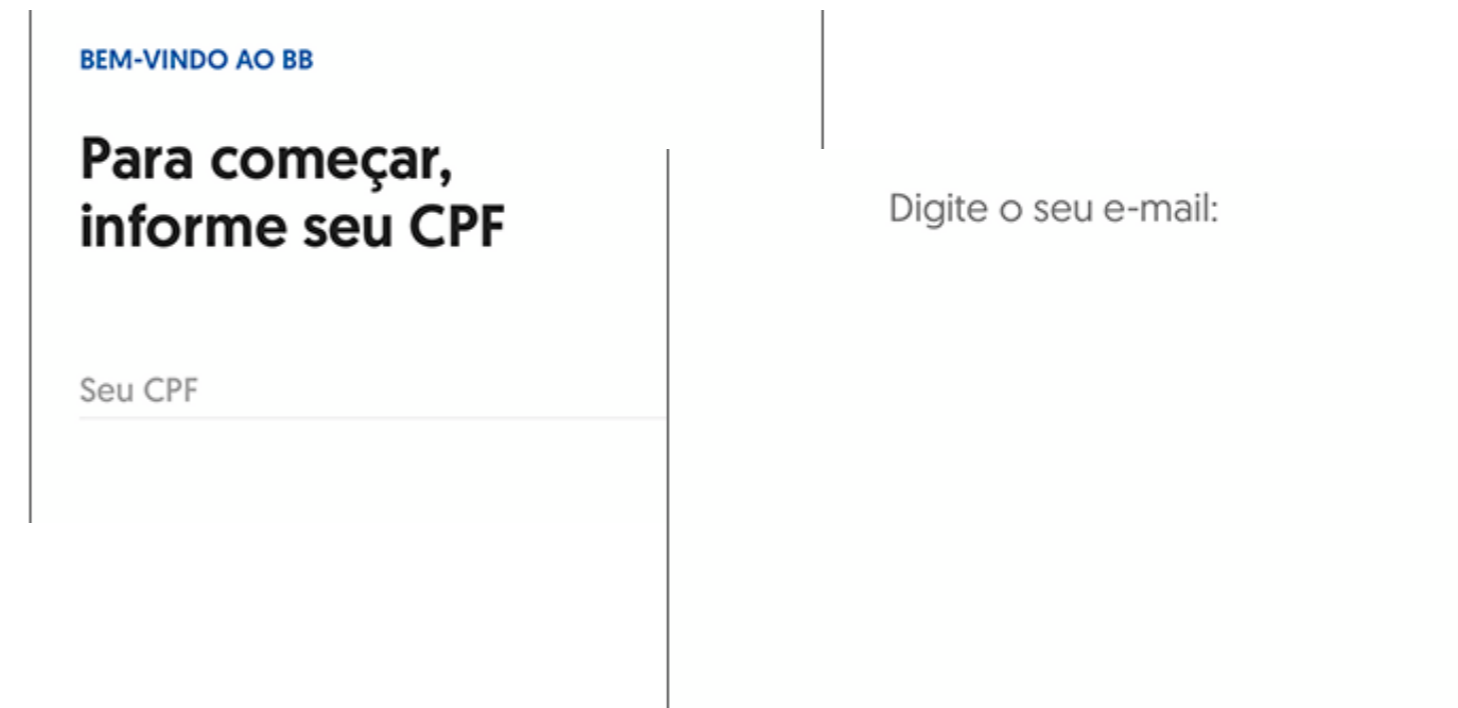 BEM-VINDO AO BB
Para começar,
informe seu CPF
Seu CPF
Digite o seu e-mail: